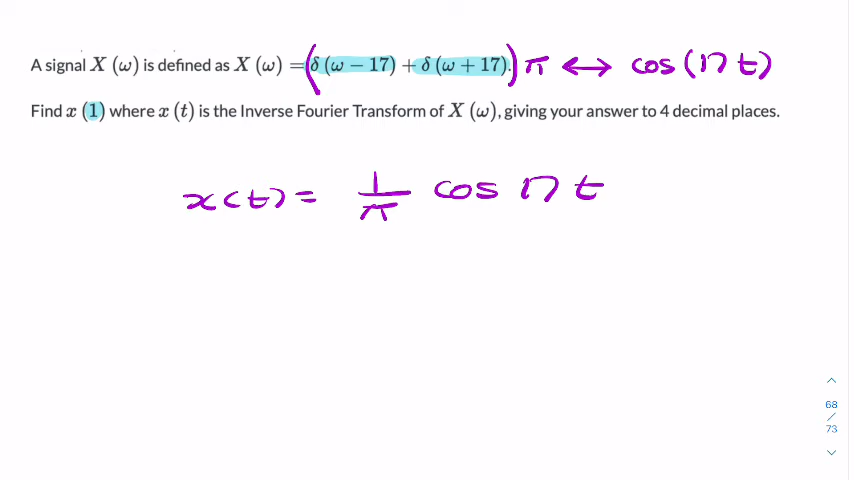 A signal X (ω) is defined as X (ω) = (δ (ω − 17) + δ (ω + 17).) π ↔ cos (17 t)
Find x (1) where x (t) is the Inverse Fourier Transform of X (ω), giving your answer to 4 decimal places.
x(t) = 1/π cos 17 t
68
/
73